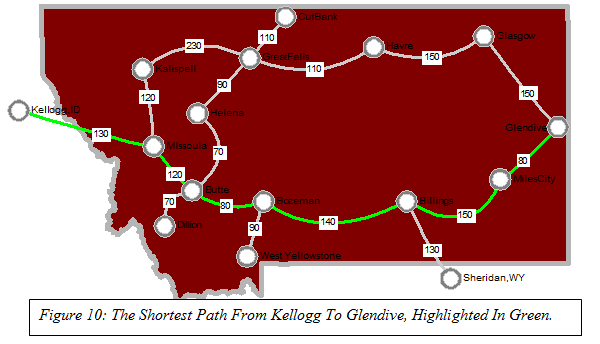 CutBank
230
110
Glasgow
Havre
GreatFalls
150
Kalispell
110
90
120
150
Kellogg,ID
Helena
130
Glendive
Missoula
70
80
120
MilesCity
Butte
70
80
Bozeman
Billings
140
150
Dillon
90
130
West Yellowstone
Sheridan,WY
Figure 10: The Shortest Path From Kellogg To Glendive, Highlighted In Green.